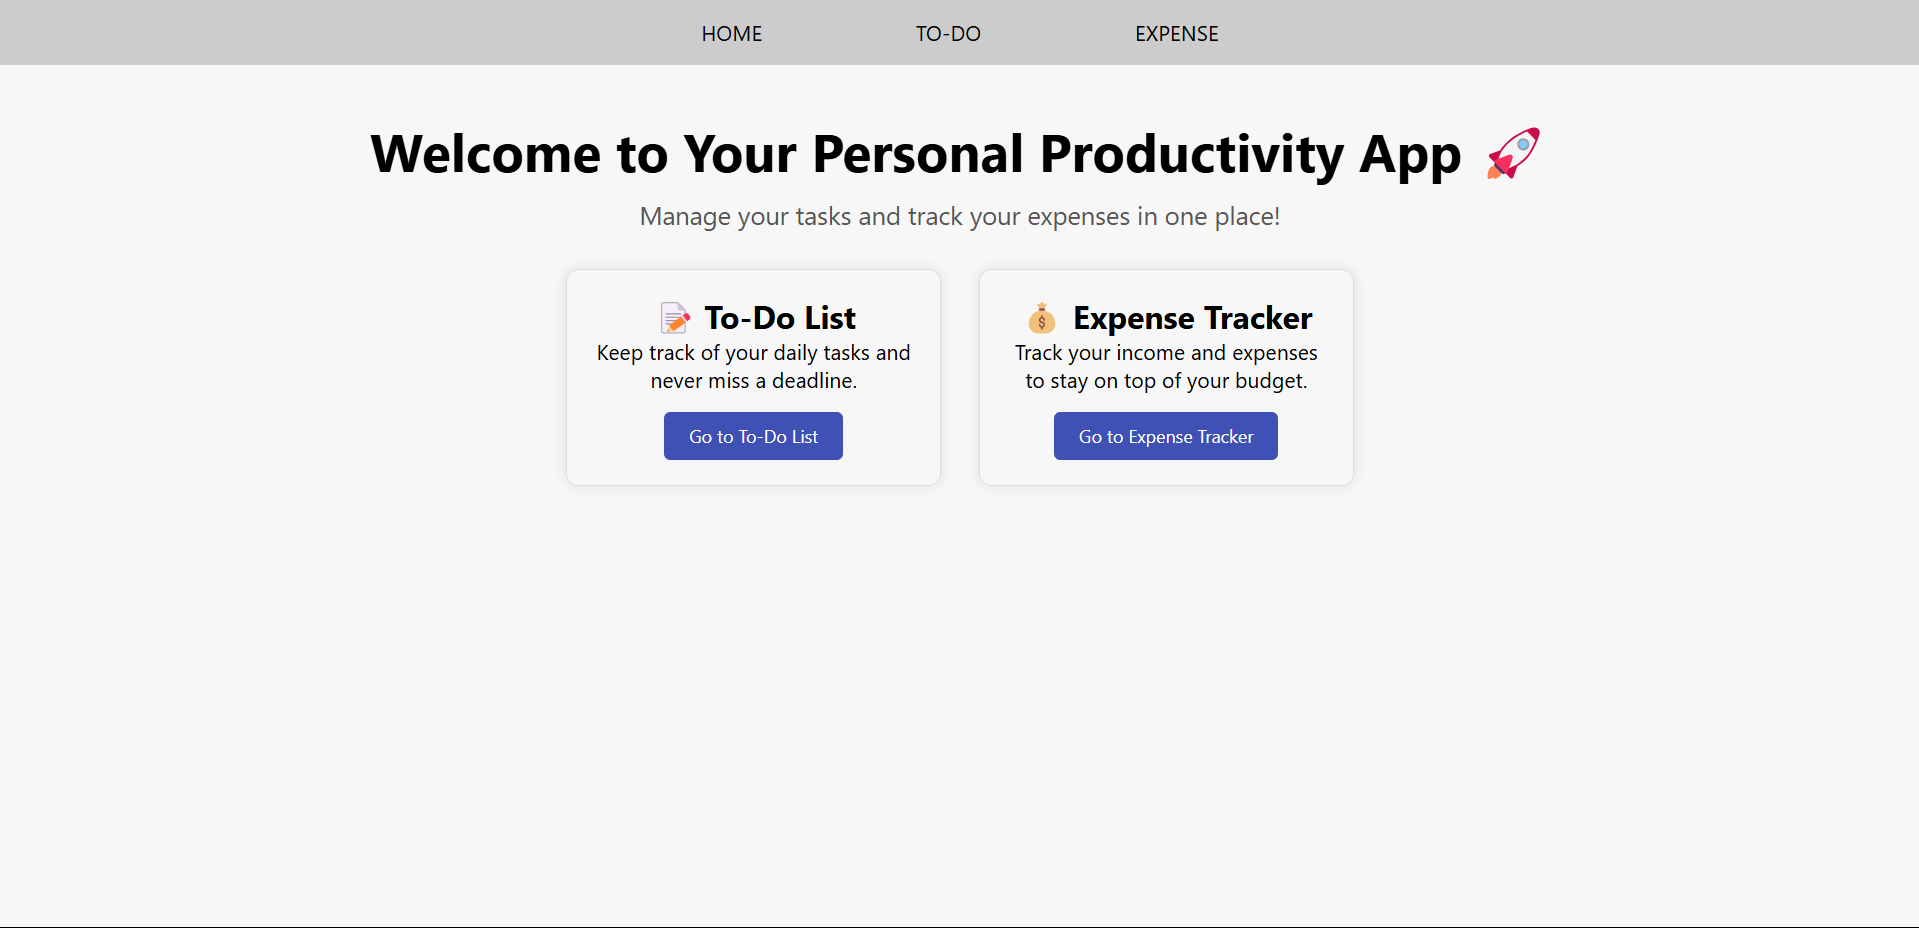 HOME TO-DO EXPENSE
Welcome to Your Personal Productivity App 🚀
Manage your tasks and track your expenses in one place!
📝 To-Do List
Keep track of your daily tasks and
never miss a deadline.
Go to To-Do List
💰 Expense Tracker
Track your income and expenses
to stay on top of your budget.
Go to Expense Tracker